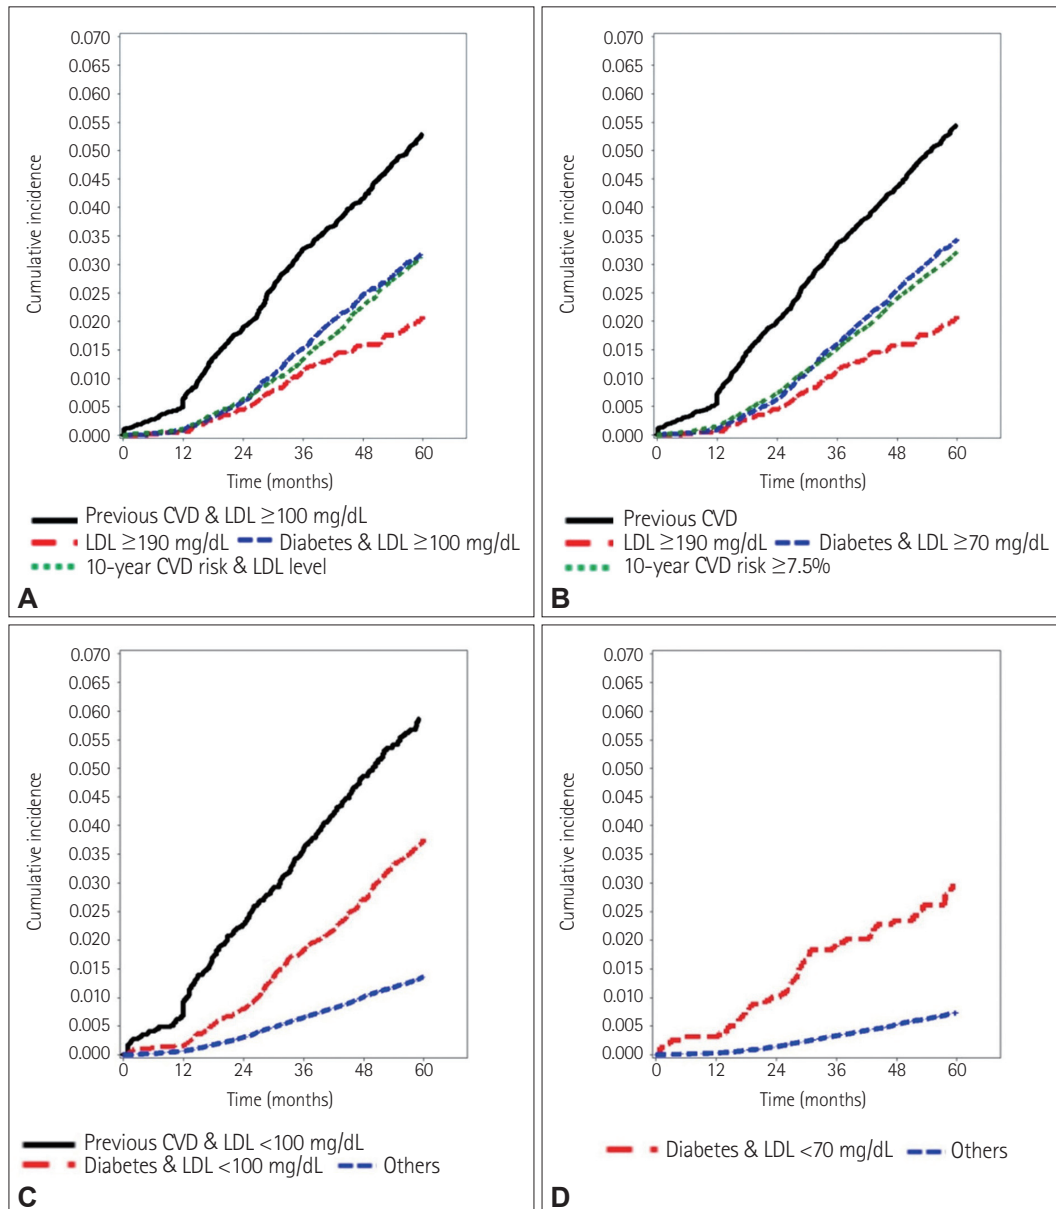 0.070
0.065
0.060
0.055
0.050
0.045
0.040
0.035
0.030
0.025
0.020
0.015
0.010
0.005
0.000
Cumulative incidence
0 12 24 36 48 60
Time (months)
Previous CVD & LDL ≥100 mg/dL
LDL ≥190 mg/dL Diabetes & LDL ≥100 mg/dL
10-year CVD risk & LDL level
A
0.070
0.065
0.060
0.055
0.050
0.045
0.040
0.035
0.030
0.025
0.020
0.015
0.010
0.005
0.000
Cumulative incidence
0 12 24 36 48 60
Time (months)
Previous CVD
LDL ≥190 mg/dL Diabetes & LDL ≥70 mg/dL
10-year CVD risk ≥7.5%
B
0.070
0.065
0.060
0.055
0.050
0.045
0.040
0.035
0.030
0.025
0.020
0.015
0.010
0.005
0.000
Cumulative incidence
0 12 24 36 48 60
Time (months)
Previous CVD & LDL <100 mg/dL
Diabetes & LDL <100 mg/dL Others
C
0.070
0.065
0.060
0.055
0.050
0.045
0.040
0.035
0.030
0.025
0.020
0.015
0.010
0.005
0.000
Cumulative incidence
0 12 24 36 48 60
Time (months)
Diabetes & LDL <70 mg/dL Others
D